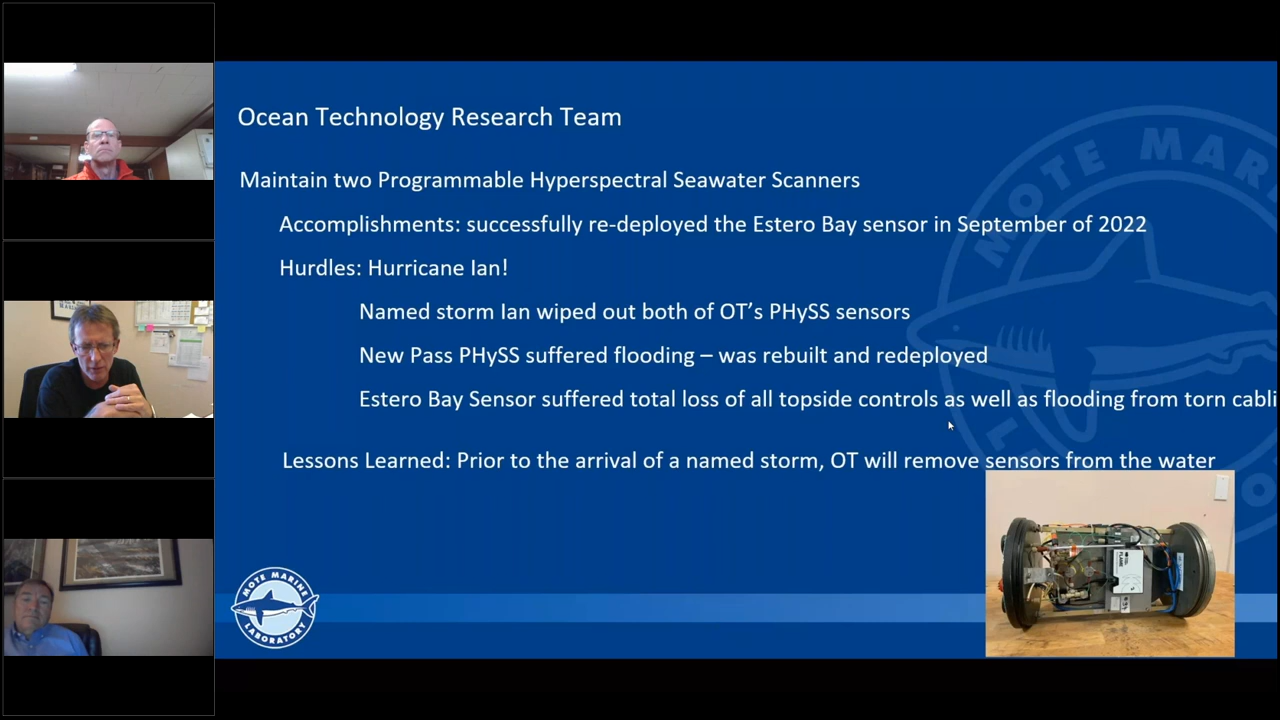 Ocean Technology Research Team
Maintain two Programmable Hyperspectral Seawater Scanners
Accomplishments: successfully re-deployed the Estero Bay sensor in September of 2022
Hurdles: Hurricane Ian!
Named storm Ian wiped out both of OT’s PHySS sensors
New Pass PHySS suffered flooding – was rebuilt and redeployed
Estero Bay Sensor suffered total loss of all topside controls as well as flooding from torn cabli
Lessons Learned: Prior to the arrival of a named storm, OT will remove sensors from the water
MOTE MARINE
LABORATORY
MOTE MARI